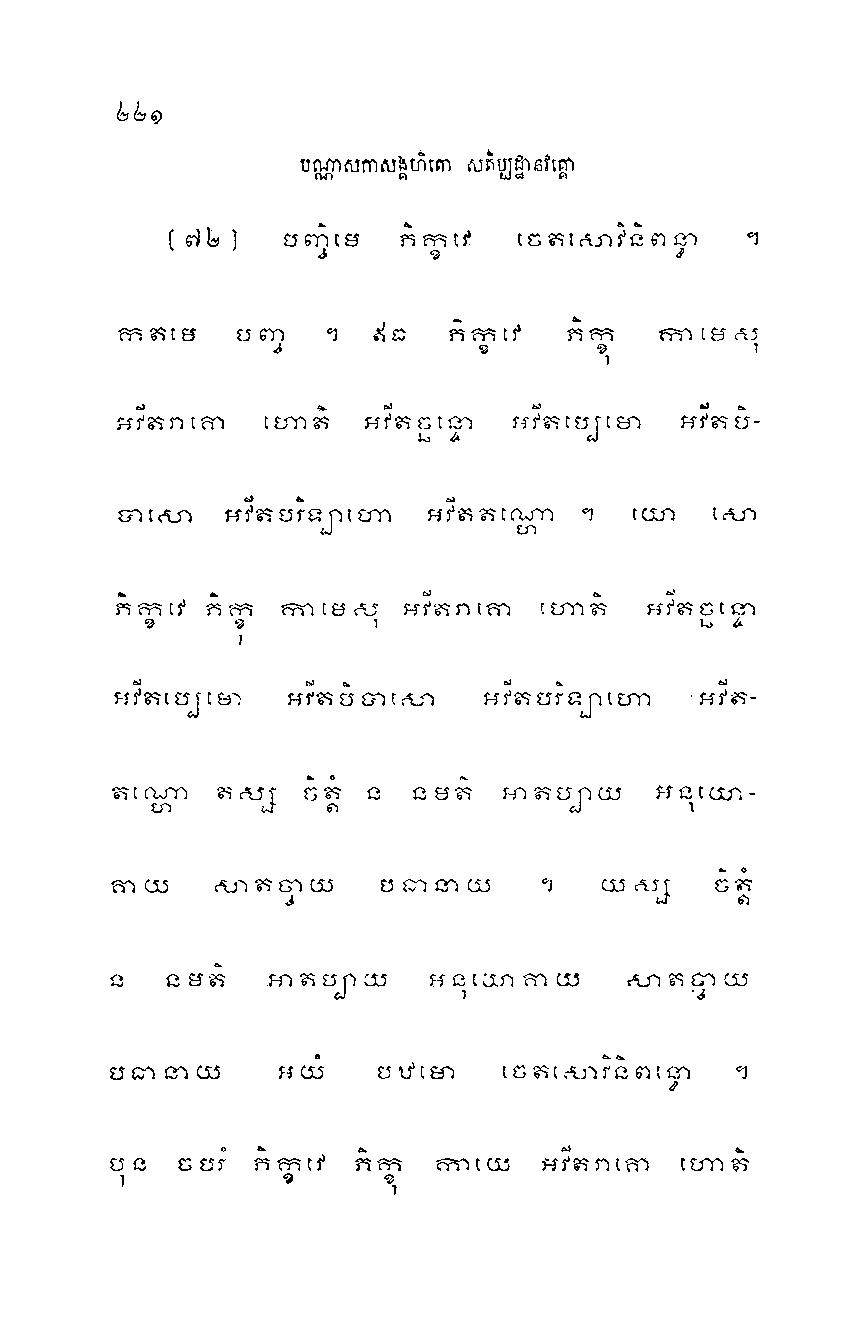 ២២១
បណ្ណាសកាសង្គហិតោ សតិប្បដ្ឋានវគ្គោ
(៧២) បញ្ចិមេ ភិក្ខវេ ចេតសោវិនិពន្ធា ។
កតមេ បញ្ច ។ ឥធ ភិក្ខវេ ភិក្ខុ កាមេសុ
អវីតរាគោ ហោតិ អវីតច្ឆន្ទោ អវីតប្បេមោ អវីតបិ-
បាសោ អវីតបរិឡាហោ អវីតតណ្ហោ ។ យោ សោ
ភិក្ខវេ ភិក្ខុ កាមេសុ អវីតរាគោ ហោតិ អវីតច្ឆន្ទោ
អវីតប្បេមោ អវីតបិបាសោ អវីតបរិឡាហោ អវីត-
តណ្ហោ តស្ស ចិត្តំ ន នមតិ អាតប្បាយ អនុយោ-
គាយ សាតច្ចាយ បធានាយ ។ យស្ស ចិត្តំ
ន នមតិ អាតប្បាយ អនុយោគាយ សាតច្ចាយ
បធានាយ អយំ បឋមោ ចេតសោវិនិពន្ធោ ។
បុន ចបរំ ភិក្ខវេ ភិក្ខុ កាយេ អវីតរាគោ ហោតិ